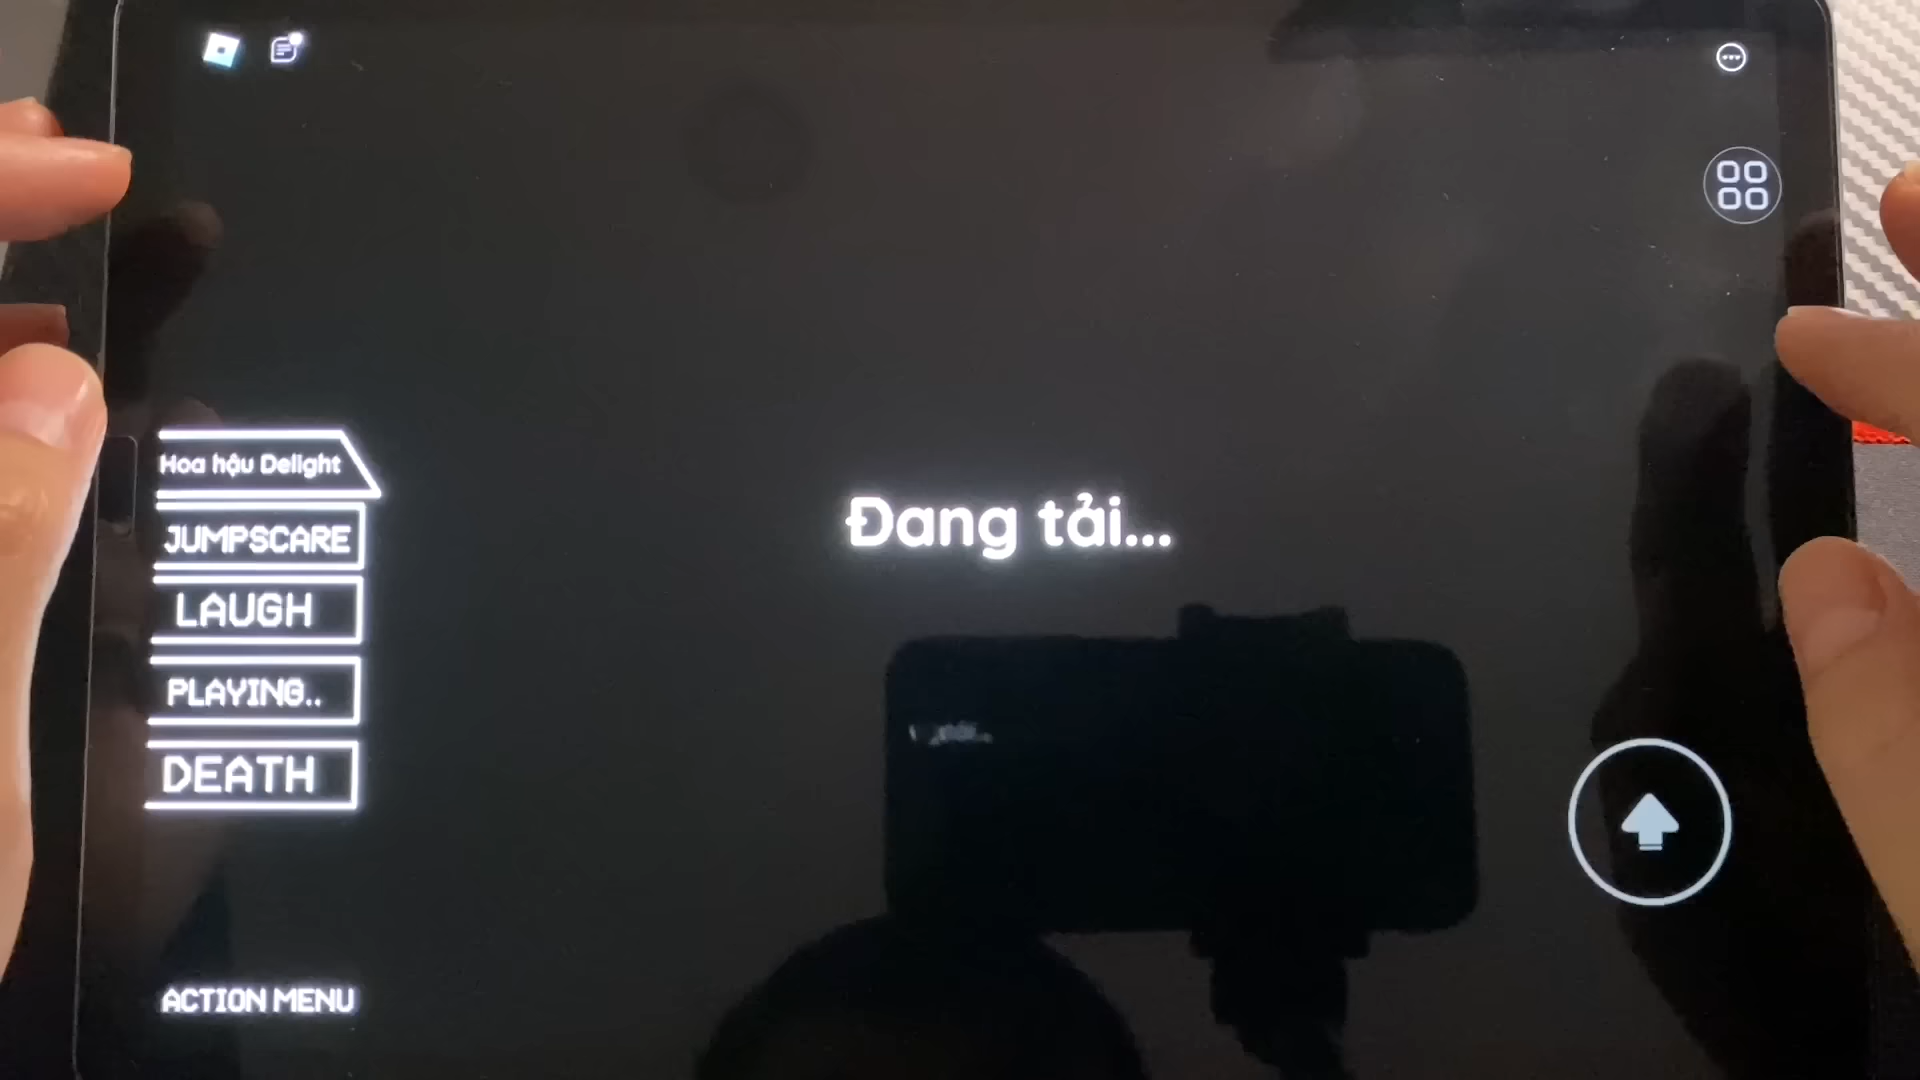 Hoa hậu Delight
JUMPSCARE
LAUGH
PLAYING..
DEATH
Đang tải...
ACTION MENU